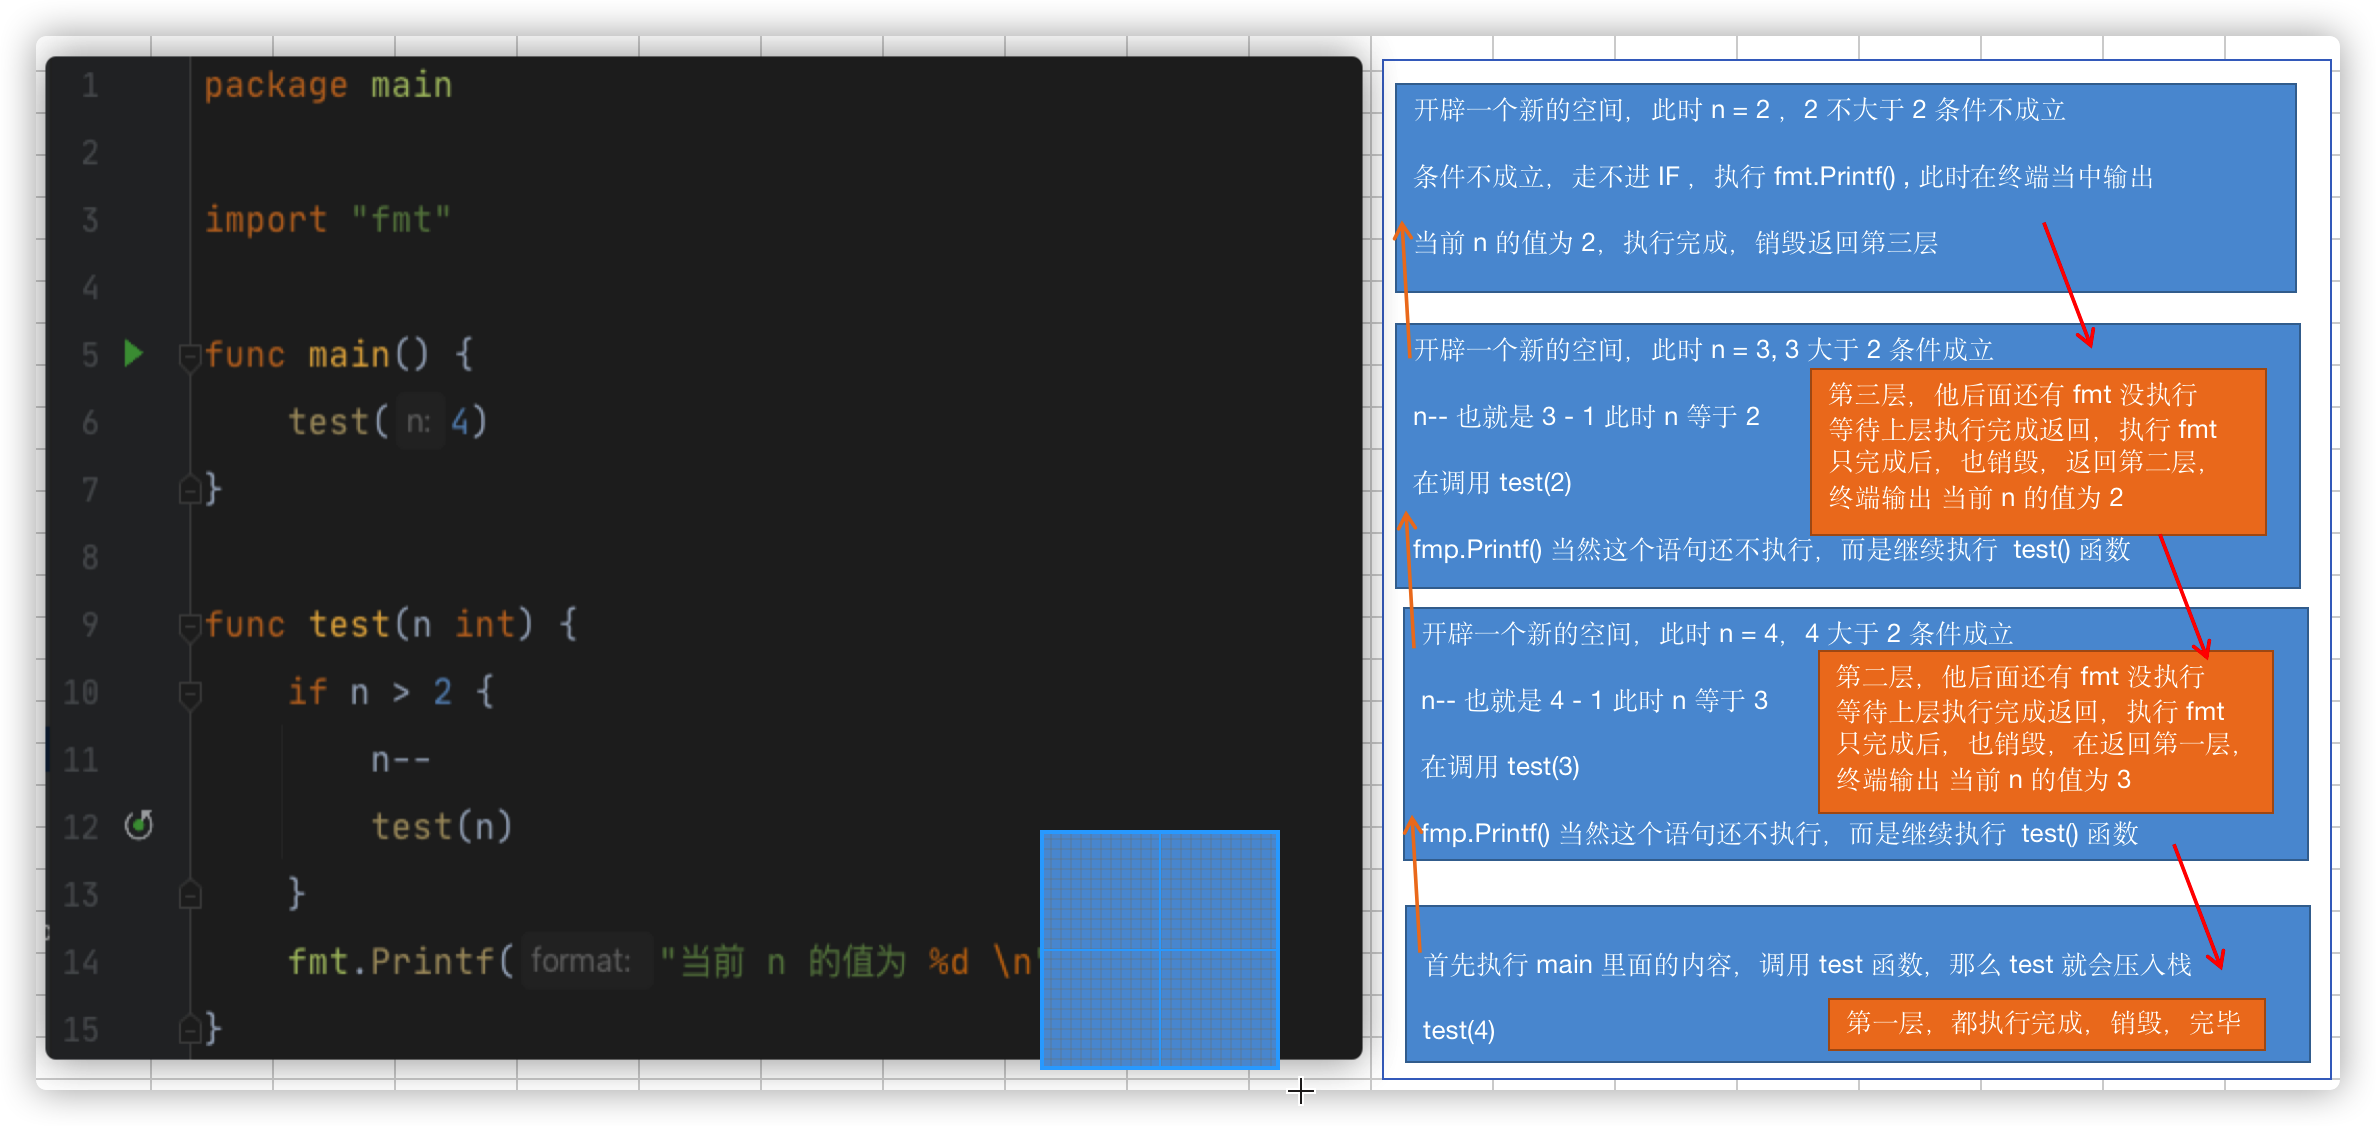 1 package main
2
3 import "fmt"
4
5 func main() {
6 test( n: 4)
7 }
8
9 func test(n int) {
10 if n > 2 {
11 n--
12 test(n)
13 }
14 fmt.Printf( format: "当前 n 的值为 %d \n"
15 }
开辟一个新的空间，此时 n = 2 ，2 不大于 2 条件不成立
条件不成立，走不进 IF ，执行 fmt.Printf() , 此时在终端当中输出
当前 n 的值为 2，执行完成，销毁返回第三层
开辟一个新的空间，此时 n = 3, 3 大于 2 条件成立
n-- 也就是 3 - 1 此时 n 等于 2
在调用 test(2)
fmp.Printf() 当然这个语句还不执行，而是继续执行 test() 函数
第三层，他后面还有 fmt 没执行
等待上层执行完成返回，执行 fmt
只完成后，也销毁，返回第二层，
终端输出 当前 n 的值为 2
开辟一个新的空间，此时 n = 4，4 大于 2 条件成立
n-- 也就是 4 - 1 此时 n 等于 3
在调用 test(3)
fmp.Printf() 当然这个语句还不执行，而是继续执行 test() 函数
第二层，他后面还有 fmt 没执行
等待上层执行完成返回，执行 fmt
只完成后，也销毁，在返回第一层，
终端输出 当前 n 的值为 3
首先执行 main 里面的内容，调用 test 函数，那么 test 就会压入栈
test(4)
第一层，都执行完成，销毁，完毕